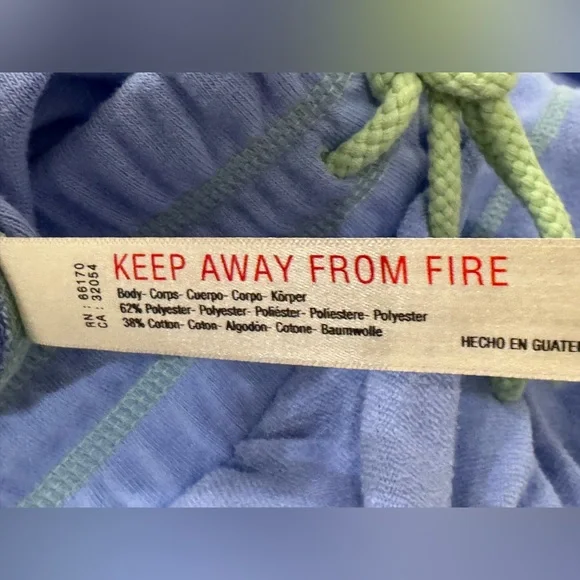 RN : 66170
CA : 32054
KEEP AWAY FROM FIRE
Body- Corps- Cuerpo- Corpo- Körper
62% Polyester- Polyester- Poliéster- Poliestere- Polyester
38% Cotton- Coton- Algodón- Cotone- Baumwolle
HECHO EN GUATE